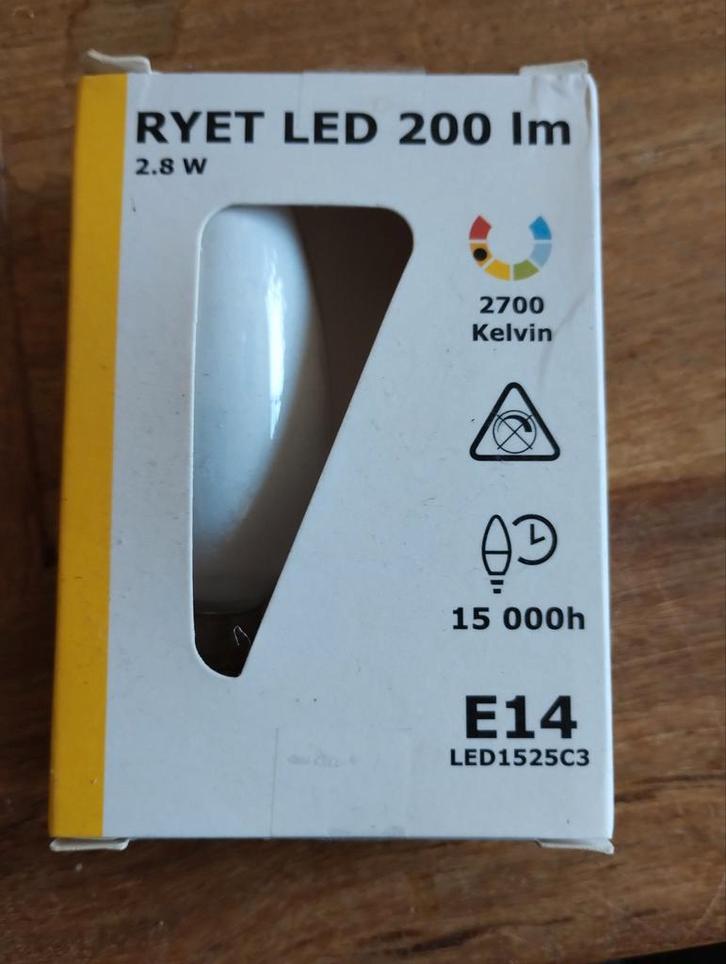 RYET LED 200 lm
2.8 W
2700
Kelvin
15 000h
E14
LED1525C3